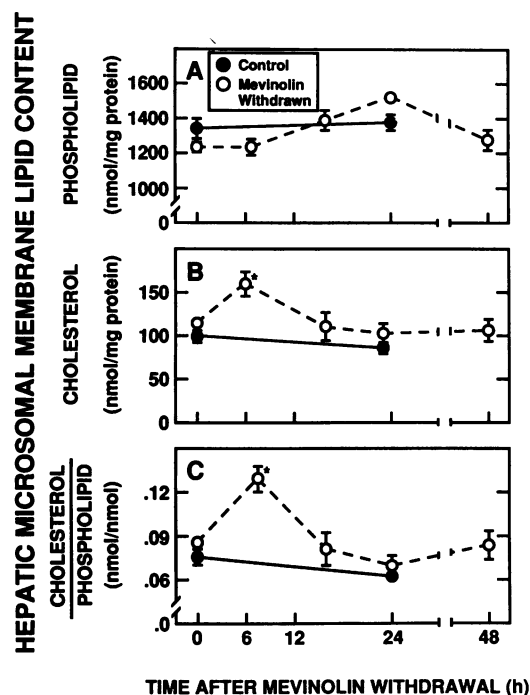 HEPATIC MICROSOMAL MEMBRANE LIPID CONTENT
PHOSPHOLIPID
(nmol/mg protein)
A
Control
Mevinolin
Withdrawn
1600
1400
1200
1000
0
CHOLESTEROL
(nmol/mg protein)
B
*
150
100
50
0
CHOLESTEROL
PHOSPHOLIPID
(nmol/nmol)
C
*
.12
.09
.06
.0
0 6 12 24 48
TIME AFTER MEVINOLIN WITHDRAWAL (h)